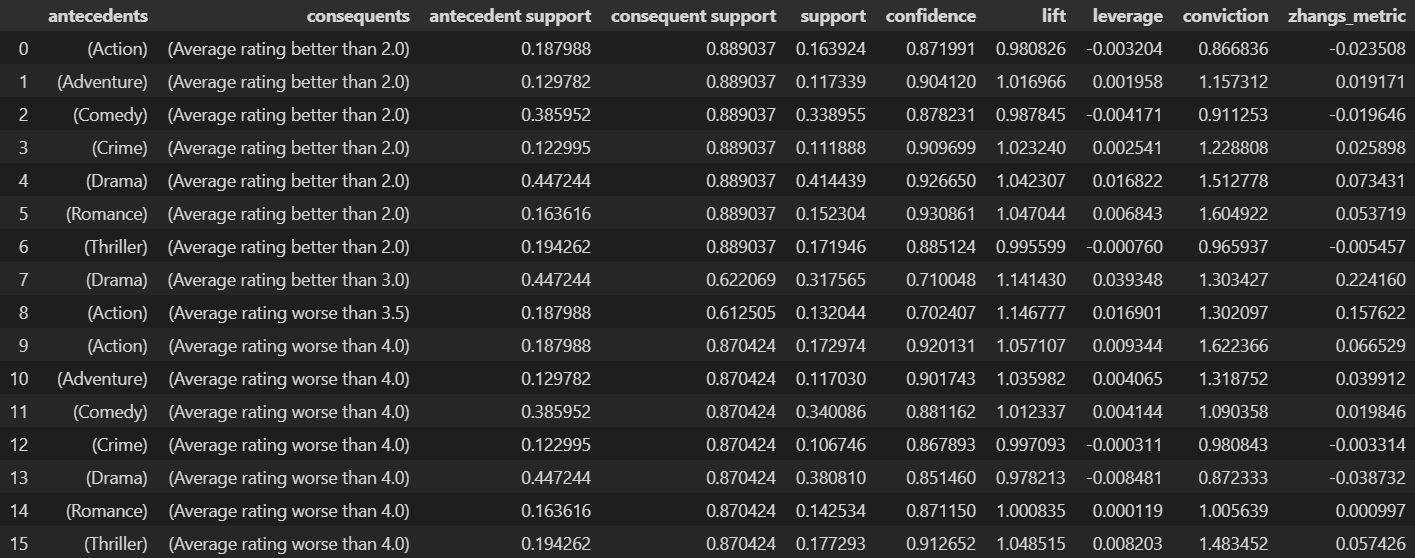 antecedents consequents antecedent support consequent support support confidence lift leverage conviction zhangs_metric
0 (Action) (Average rating better than 2.0) 0.187988 0.889037 0.163924 0.871991 0.980826 -0.003204 0.866836 -0.023508
1 (Adventure) (Average rating better than 2.0) 0.129782 0.889037 0.117339 0.904120 1.016966 0.001958 1.157312 0.019171
2 (Comedy) (Average rating better than 2.0) 0.385952 0.889037 0.338955 0.878231 0.987845 -0.004171 0.911253 -0.019646
3 (Crime) (Average rating better than 2.0) 0.122995 0.889037 0.111888 0.909699 1.023240 0.002541 1.228808 0.025898
4 (Drama) (Average rating better than 2.0) 0.447244 0.889037 0.414439 0.926650 1.042307 0.016822 1.512778 0.073431
5 (Romance) (Average rating better than 2.0) 0.163616 0.889037 0.152304 0.930861 1.047044 0.006843 1.604922 0.053719
6 (Thriller) (Average rating better than 2.0) 0.194262 0.889037 0.171946 0.885124 0.995599 -0.000760 0.965937 -0.005457
7 (Drama) (Average rating better than 3.0) 0.447244 0.622069 0.317565 0.710048 1.141430 0.039348 1.303427 0.224160
8 (Action) (Average rating worse than 3.5) 0.187988 0.612505 0.132044 0.702407 1.146777 0.016901 1.302097 0.157622
9 (Action) (Average rating worse than 4.0) 0.187988 0.870424 0.172974 0.920131 1.057107 0.009344 1.622366 0.066529
10 (Adventure) (Average rating worse than 4.0) 0.129782 0.870424 0.117030 0.901743 1.035982 0.004065 1.318752 0.039912
11 (Comedy) (Average rating worse than 4.0) 0.385952 0.870424 0.340086 0.881162 1.012337 0.004144 1.090358 0.019846
12 (Crime) (Average rating worse than 4.0) 0.122995 0.870424 0.106746 0.867893 0.997093 -0.000311 0.980843 -0.003314
13 (Drama) (Average rating worse than 4.0) 0.447244 0.870424 0.380810 0.851460 0.978213 -0.008481 0.872333 -0.038732
14 (Romance) (Average rating worse than 4.0) 0.163616 0.870424 0.142534 0.871150 1.000835 0.000119 1.005639 0.000997
15 (Thriller) (Average rating worse than 4.0) 0.194262 0.870424 0.177293 0.912652 1.048515 0.008203 1.483452 0.057426